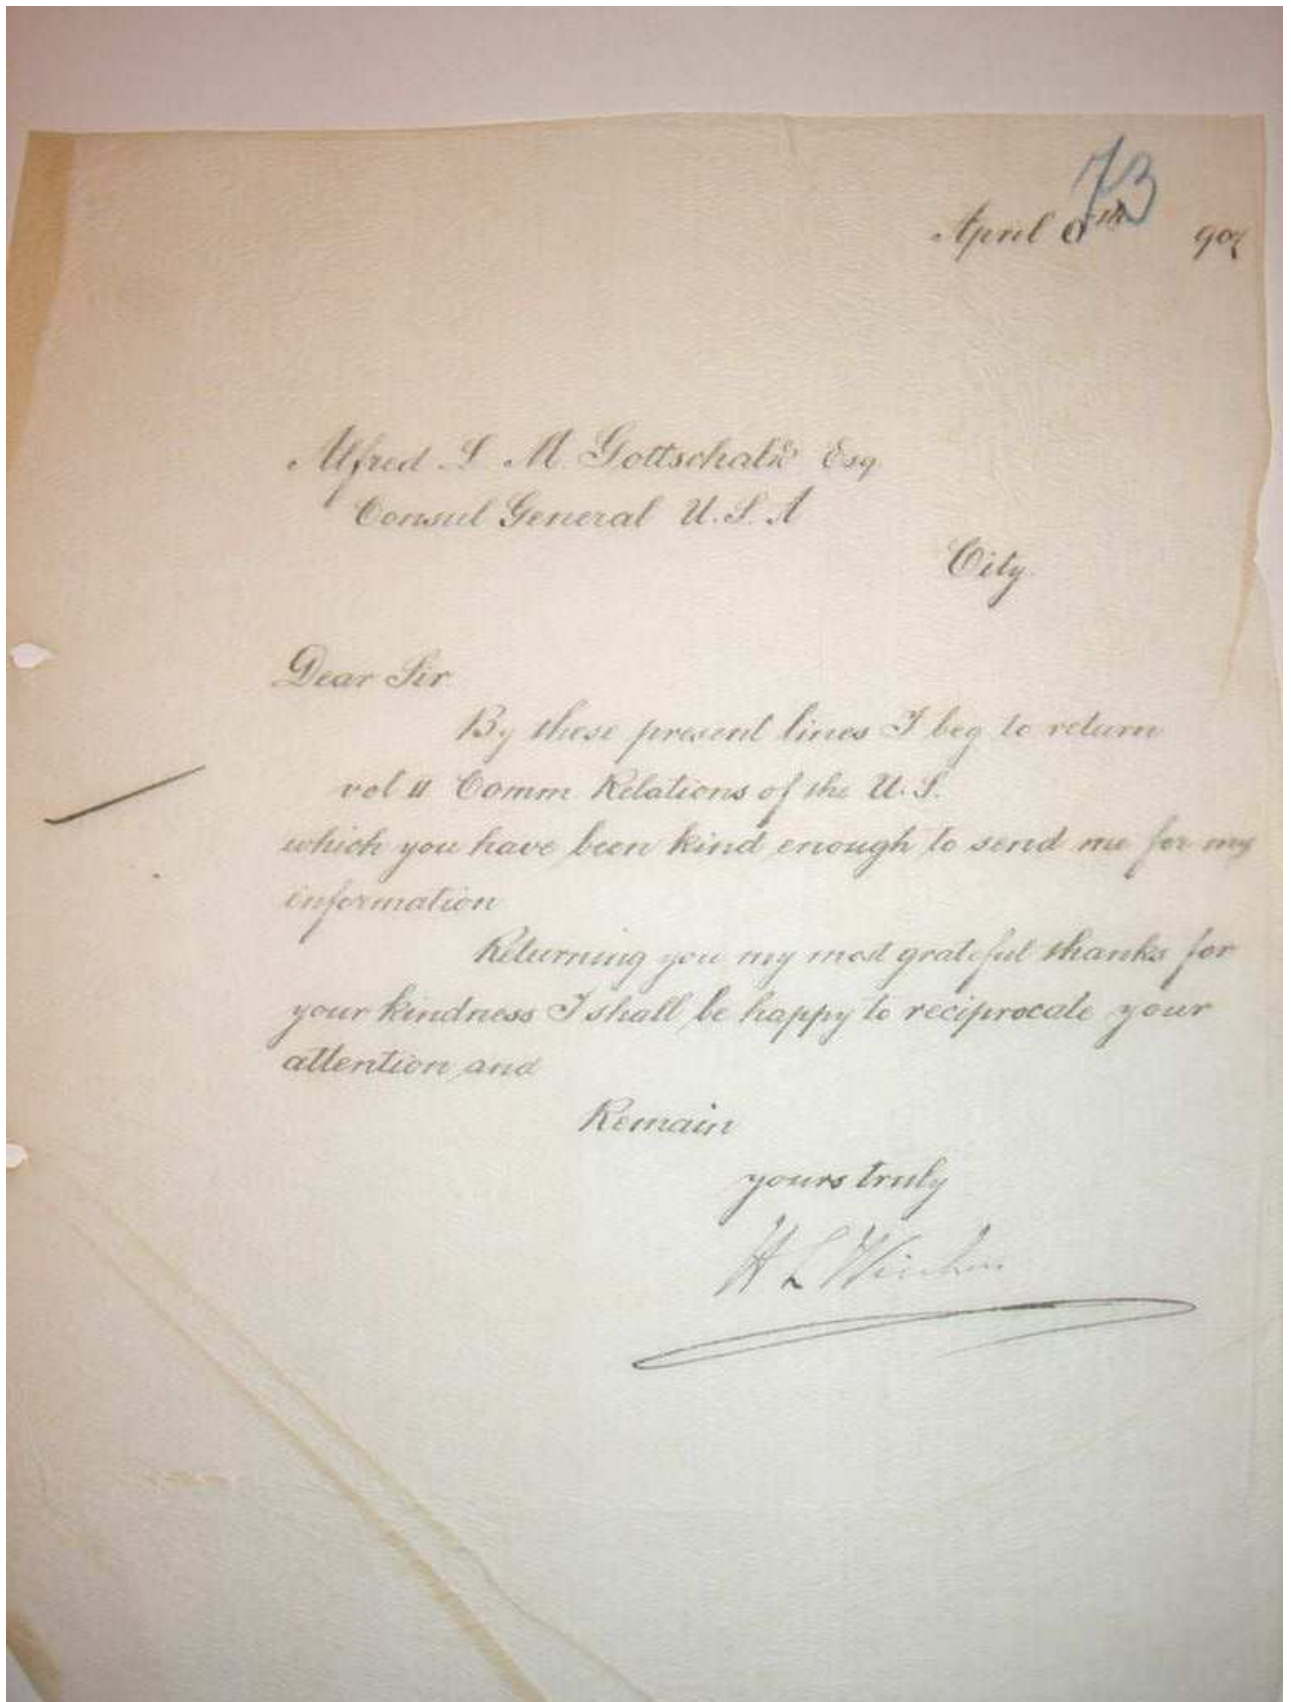 73
April 6th 907
Alfred L M. Gottschalk Esq.
Consul General U.S.A
City.
Dear Sir
By these present lines I beg to return
vol II Comm. Relations of the U.S.
which you have been kind enough to send me for my
information
Returning you my most grateful thanks for
your kindness I shall be happy to reciprocate your
attention and
Remain
yours truly
H L